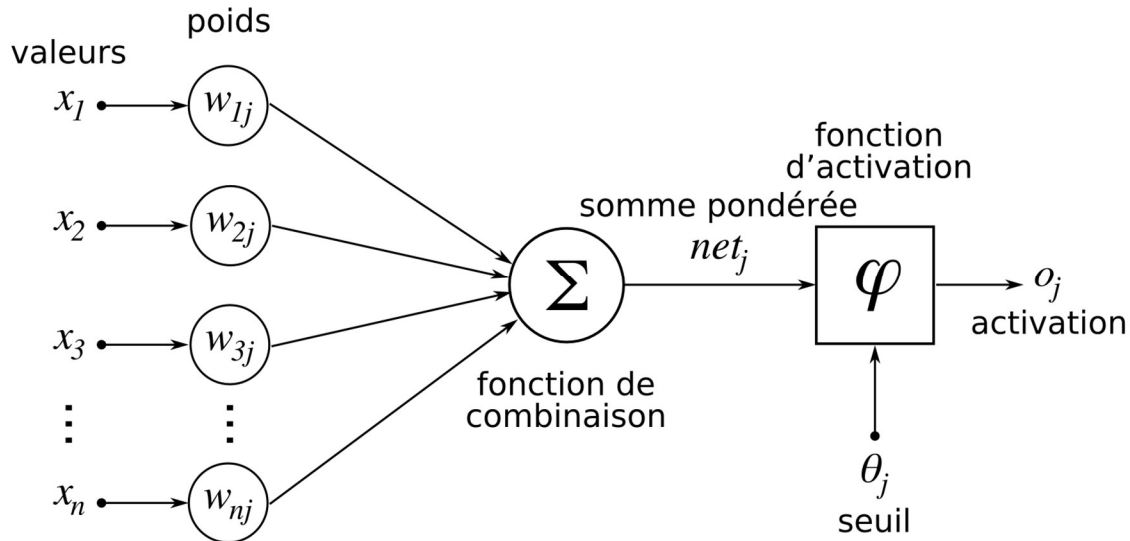 poids
valeurs
x1
w1j
x2
w2j
x3
w3j
xn
wnj
Σ
fonction de
combinaison
somme pondérée
netj
fonction
d’activation
φ
oj
activation
θj
seuil